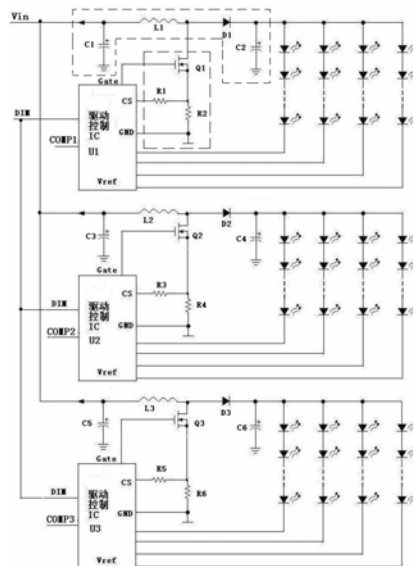 Vin
L1
D1
C1
C2
Q1
Gate
CS
R1
R2
DIM
驱动
控制
IC
GND
COMP1
U1
Vref
L2
D2
C3
Q2
C4
Gate
CS
R3
R4
DIM
驱动
控制
IC
GND
COMP2
U2
Vref
L3
D3
C5
Q3
C6
Gate
CS
R5
R6
DIM
驱动
控制
IC
GND
COMP3
U3
Vref